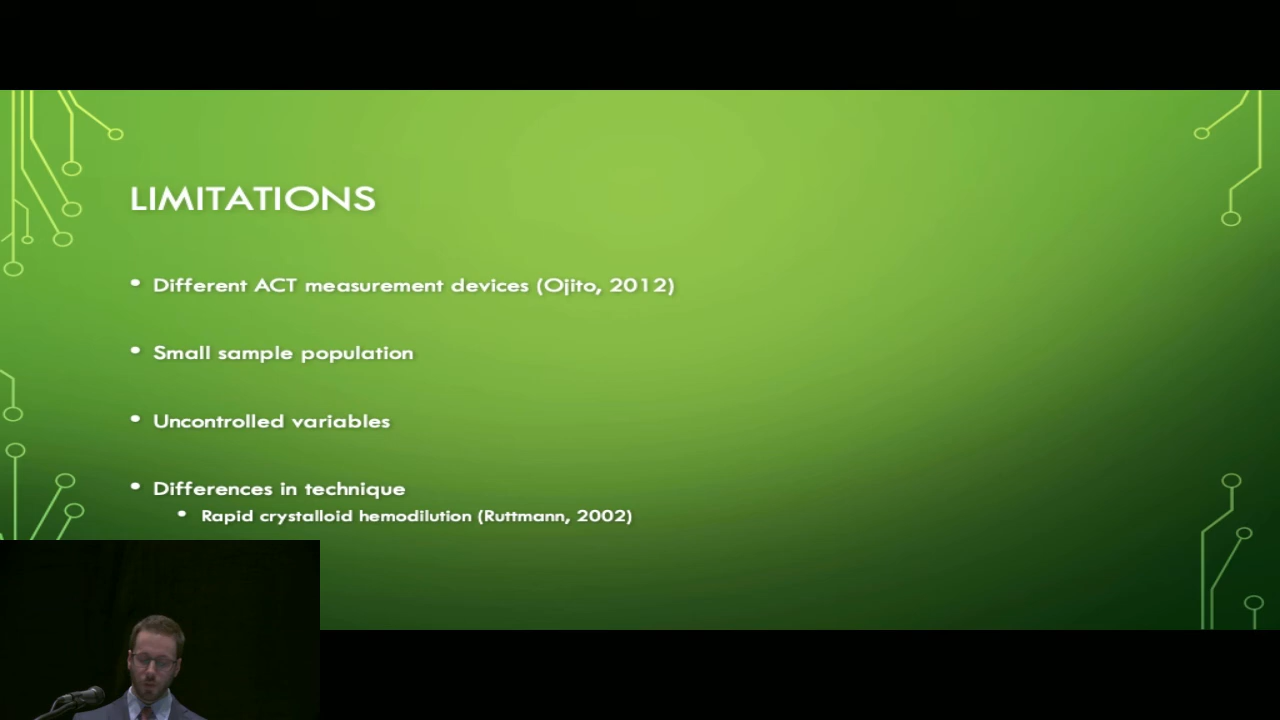 LIMITATIONS
• Different ACT measurement devices (Ojito, 2012)
• Small sample population
• Uncontrolled variables
• Differences in technique
• Rapid crystalloid hemodilution (Ruttmann, 2002)